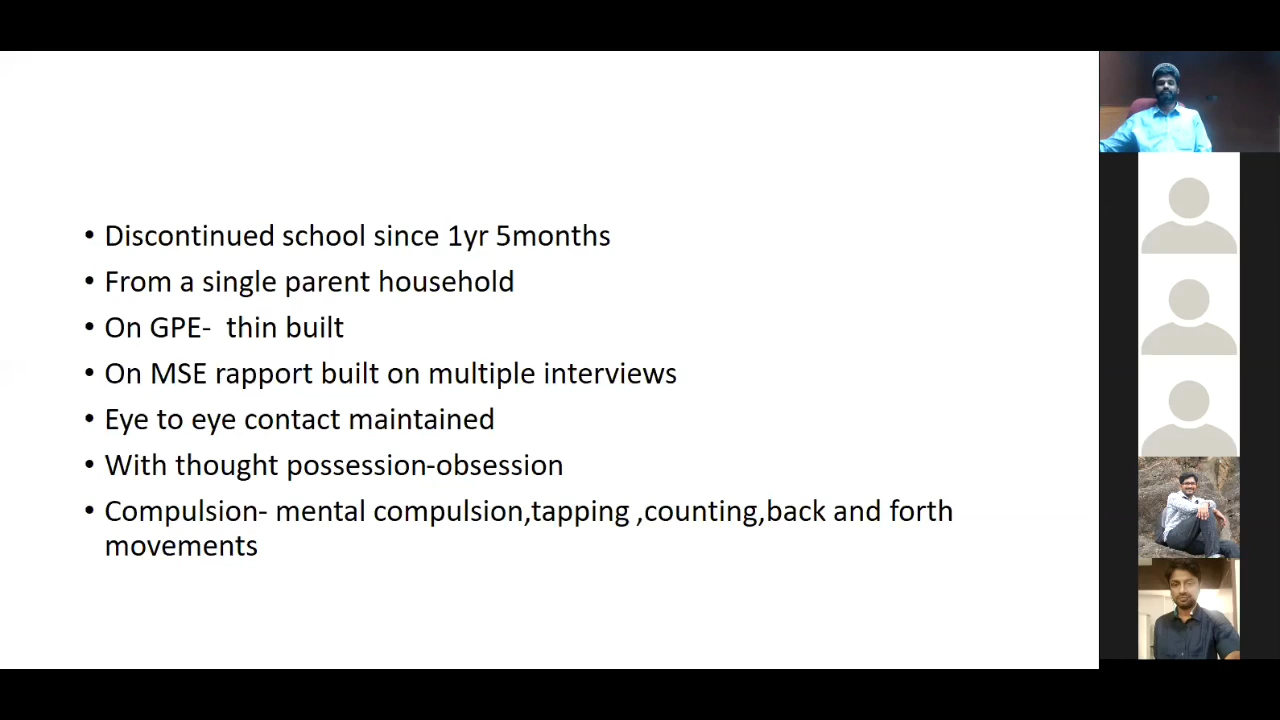 • Discontinued school since 1yr 5months
• From a single parent household
• On GPE-  thin built
• On MSE rapport built on multiple interviews
• Eye to eye contact maintained
• With thought possession-obsession
• Compulsion- mental compulsion,tapping ,counting,back and forth
movements